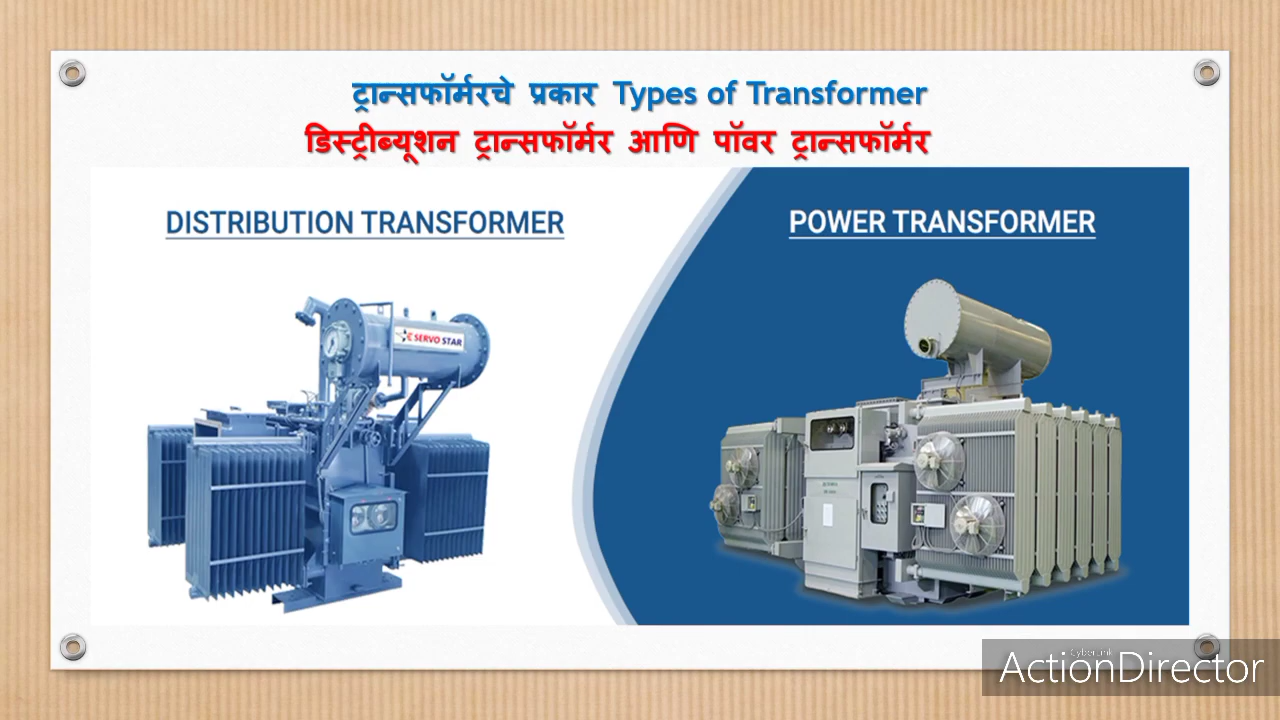 ट्रान्सफॉर्मरचे प्रकार Types of Transformer
डिस्ट्रीब्यूशन ट्रान्सफॉर्मर आणि पॉवर ट्रान्सफॉर्मर
DISTRIBUTION TRANSFORMER
POWER TRANSFORMER
SERVO STAR
CyberLink
ActionDirector